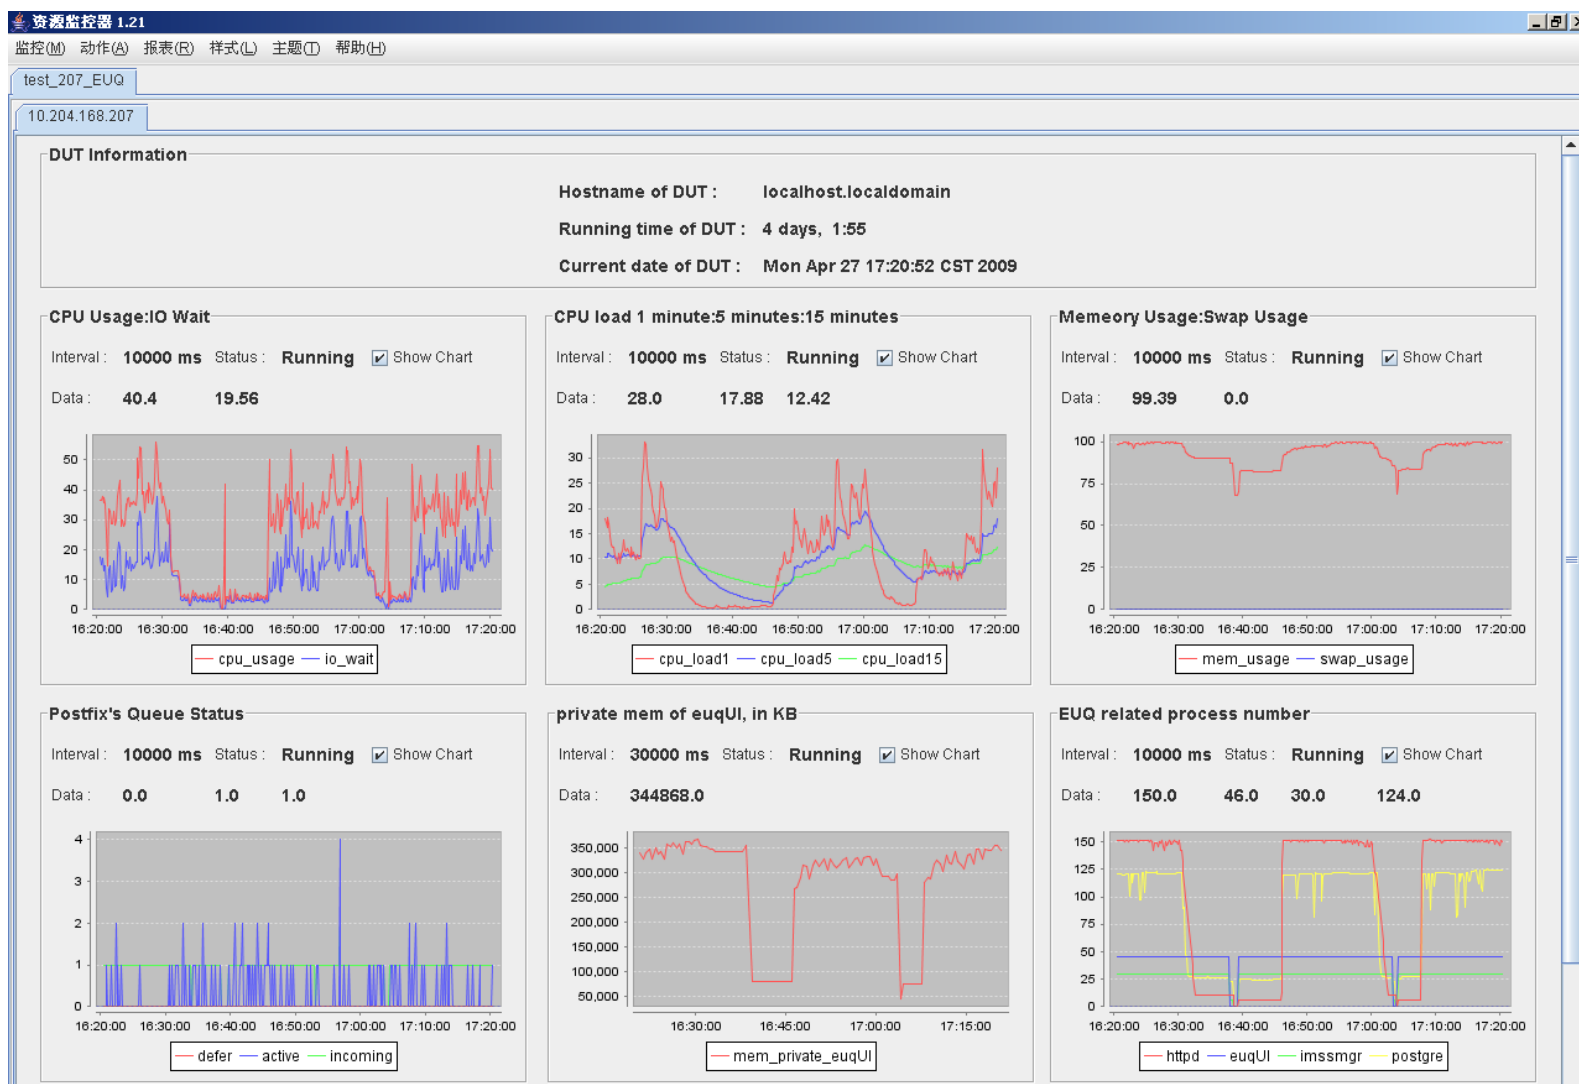 资源监控器 1.21
监控(M) 动作(A) 报表(R) 样式(L) 主题(T) 帮助(H)
test_207_EUQ
10.204.168.207
DUT Information
Hostname of DUT : localhost.localdomain
Running time of DUT : 4 days, 1:55
Current date of DUT : Mon Apr 27 17:20:52 CST 2009
CPU Usage:IO Wait
Interval : 10000 ms Status : Running Show Chart
Data : 40.4 19.56
50
40
30
20
10
0
16:20:00 16:30:00 16:40:00 16:50:00 17:00:00 17:10:00 17:20:00
cpu_usage io_wait
CPU load 1 minute:5 minutes:15 minutes
Interval : 10000 ms Status : Running Show Chart
Data : 28.0 17.88 12.42
30
25
20
15
10
5
0
16:20:00 16:30:00 16:40:00 16:50:00 17:00:00 17:10:00 17:20:00
cpu_load1 cpu_load5 cpu_load15
Memeory Usage:Swap Usage
Interval : 10000 ms Status : Running Show Chart
Data : 99.39 0.0
100
75
50
25
0
16:20:00 16:30:00 16:40:00 16:50:00 17:00:00 17:10:00 17:20:00
mem_usage swap_usage
Postfix's Queue Status
Interval : 10000 ms Status : Running Show Chart
Data : 0.0 1.0 1.0
4
3
2
1
0
16:20:00 16:30:00 16:40:00 16:50:00 17:00:00 17:10:00 17:20:00
defer active incoming
private mem of euqUI, in KB
Interval : 30000 ms Status : Running Show Chart
Data : 344868.0
350,000
300,000
250,000
200,000
150,000
100,000
50,000
16:30:00 16:45:00 17:00:00 17:15:00
mem_private_euqUI
EUQ related process number
Interval : 10000 ms Status : Running Show Chart
Data : 150.0 46.0 30.0 124.0
150
125
100
75
50
25
0
16:20:00 16:30:00 16:40:00 16:50:00 17:00:00 17:10:00 17:20:00
httpd euqUI imssmgr postgre